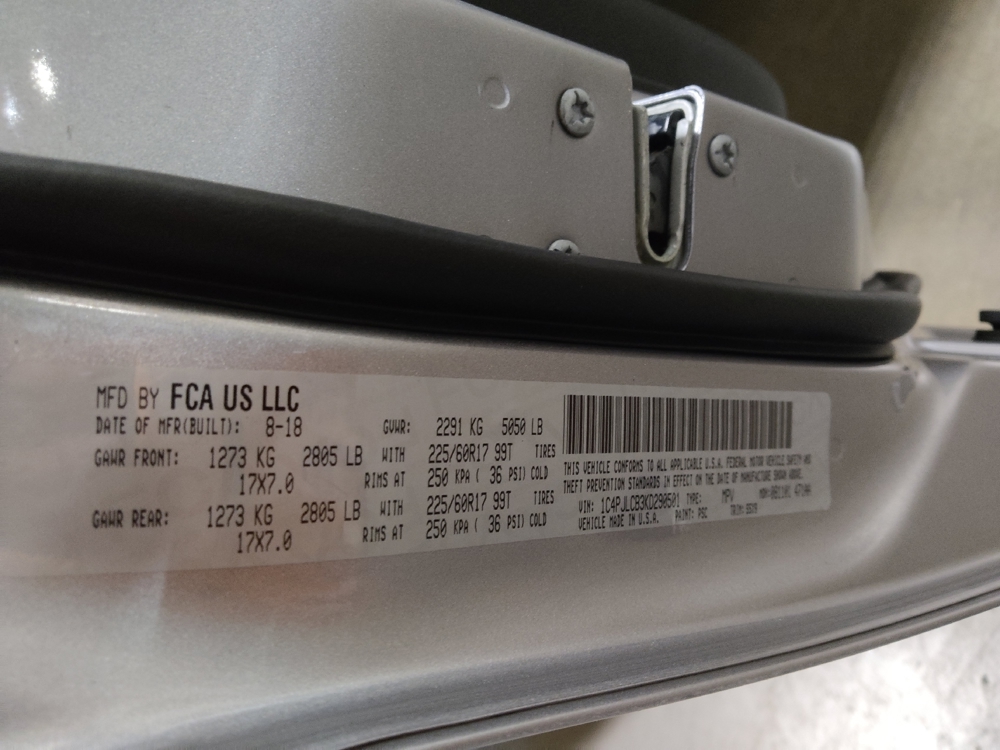 MFD BY FCA US LLC
DATE OF MFR(BUILT): 8-18 GVWR: 2291 KG 5050 LB
GAWR FRONT: 1273 KG 2805 LB WITH 225/60R17 99T TIRES
17X7.0 RIMS AT 250 KPA ( 36 PSI) COLD
GAWR REAR: 1273 KG 2805 LB WITH 225/60R17 99T TIRES
17X7.0 RIMS AT 250 KPA ( 36 PSI) COLD
THIS VEHICLE CONFORMS TO ALL APPLICABLE U.S.A. FEDERAL MOTOR VEHICLE SAFETY AND
THEFT PREVENTION STANDARDS IN EFFECT ON THE DATE OF MANUFACTURE SHOWN ABOVE.
VIN: 1C4PJLCB3KD290501 TYPE: MPV MDH:
VEHICLE MADE IN U.S.A. PAINT: PSC TRIM: